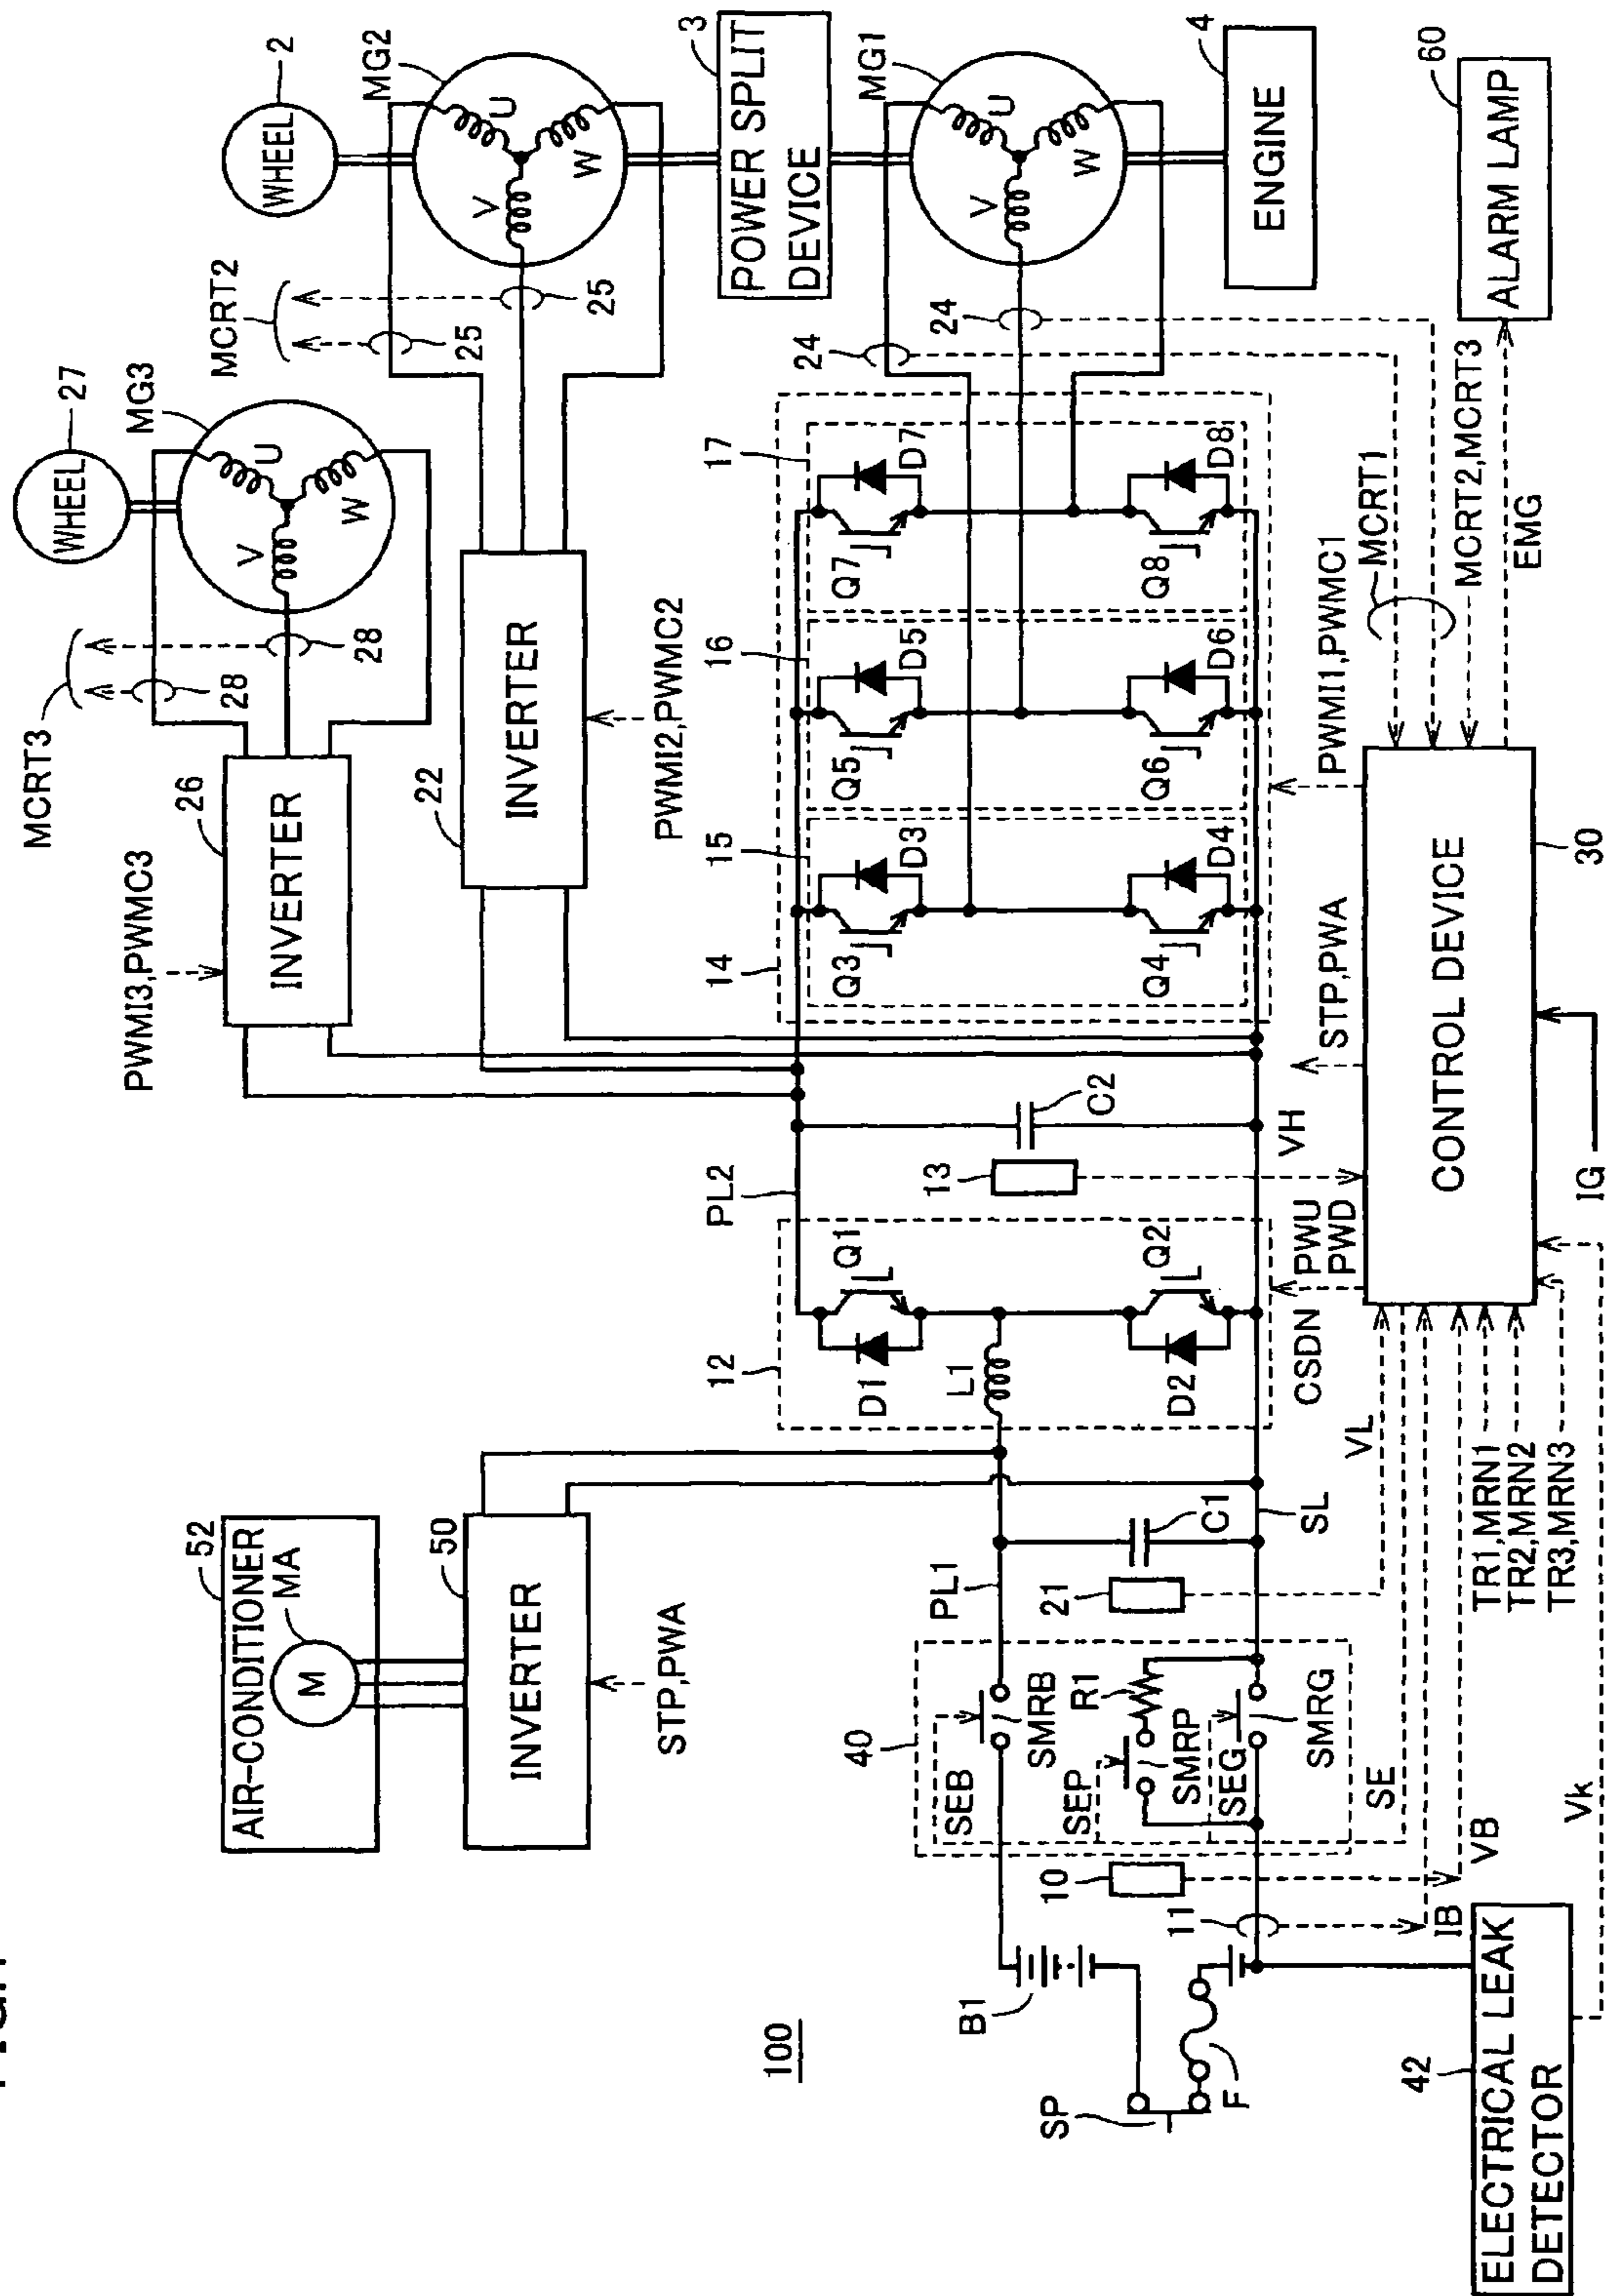 100
WHEEL
27
MG3
U
V
W
MCRT3
28
28
PWMI3,PWMC3
26
INVERTER
WHEEL
2
MG2
U
V
W
MCRT2
25
25
22
INVERTER
PWMI2,PWMC2
3
POWER SPLIT
DEVICE
MG1
U
V
W
24
24
4
ENGINE
60
ALARM LAMP
EMG
52
AIR-CONDITIONER
MA
M
50
INVERTER
STP,PWA
14
15
16
17
Q3
D3
Q5
D5
Q7
D7
Q4
D4
Q6
D6
Q8
D8
PL2
13
C2
VH
12
Q1
D1
L1
Q2
D2
PL1
21
C1
SL
40
SEB
SMRB
R1
SEP
SMRP
SEG
SMRG
10
11
B1
SP
F
42
ELECTRICAL LEAK
DETECTOR
IB
VB
SE
VL
Vk
CSDN
PWU
PWD
STP,PWA
PWMI1,PWMC1
MCRT1
MCRT2,MCRT3
TR1,MRN1
TR2,MRN2
TR3,MRN3
CONTROL DEVICE
30
IG